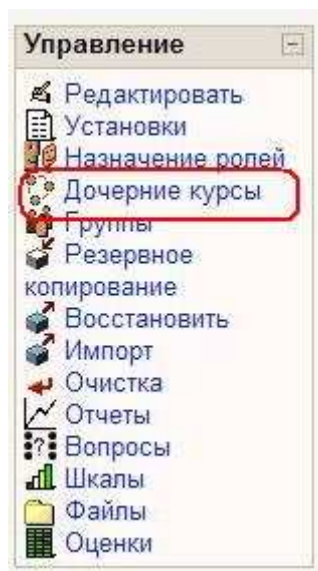 Управление
Редактировать
Установки
Назначение ролей
Дочерние курсы
Группы
Резервное
копирование
Восстановить
Импорт
Очистка
Отчеты
Вопросы
Шкалы
Файлы
Оценки